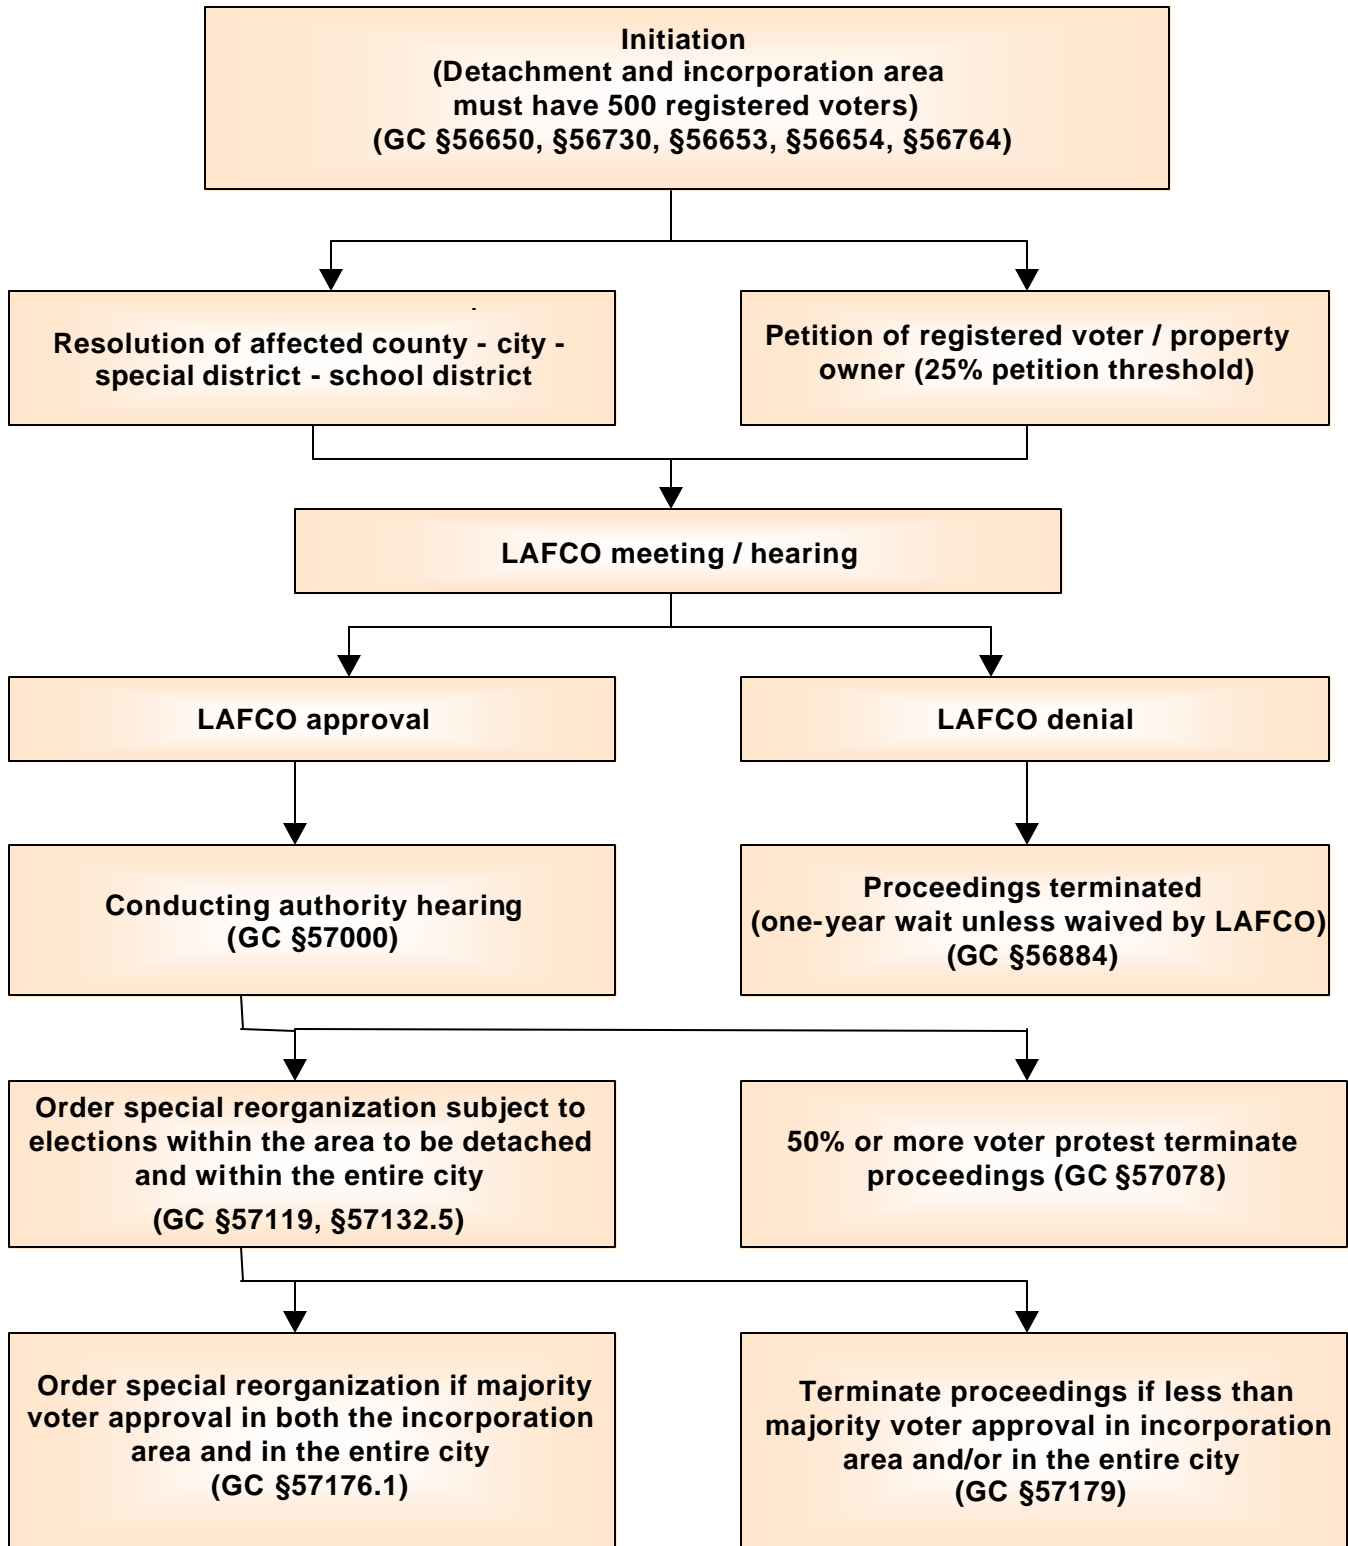 Initiation
(Detachment and incorporation area
must have 500 registered voters)
(GC §56650, §56730, §56653, §56654, §56764)
Resolution of affected county - city -
special district - school district
Petition of registered voter / property
owner (25% petition threshold)
LAFCO meeting / hearing
LAFCO approval
LAFCO denial
Conducting authority hearing
(GC §57000)
Proceedings terminated
(one-year wait unless waived by LAFCO)
(GC §56884)
Order special reorganization subject to
elections within the area to be detached
and within the entire city
(GC §57119, §57132.5)
50% or more voter protest terminate
proceedings (GC §57078)
Order special reorganization if majority
voter approval in both the incorporation
area and in the entire city
(GC §57176.1)
Terminate proceedings if less than
majority voter approval in incorporation
area and/or in the entire city
(GC §57179)